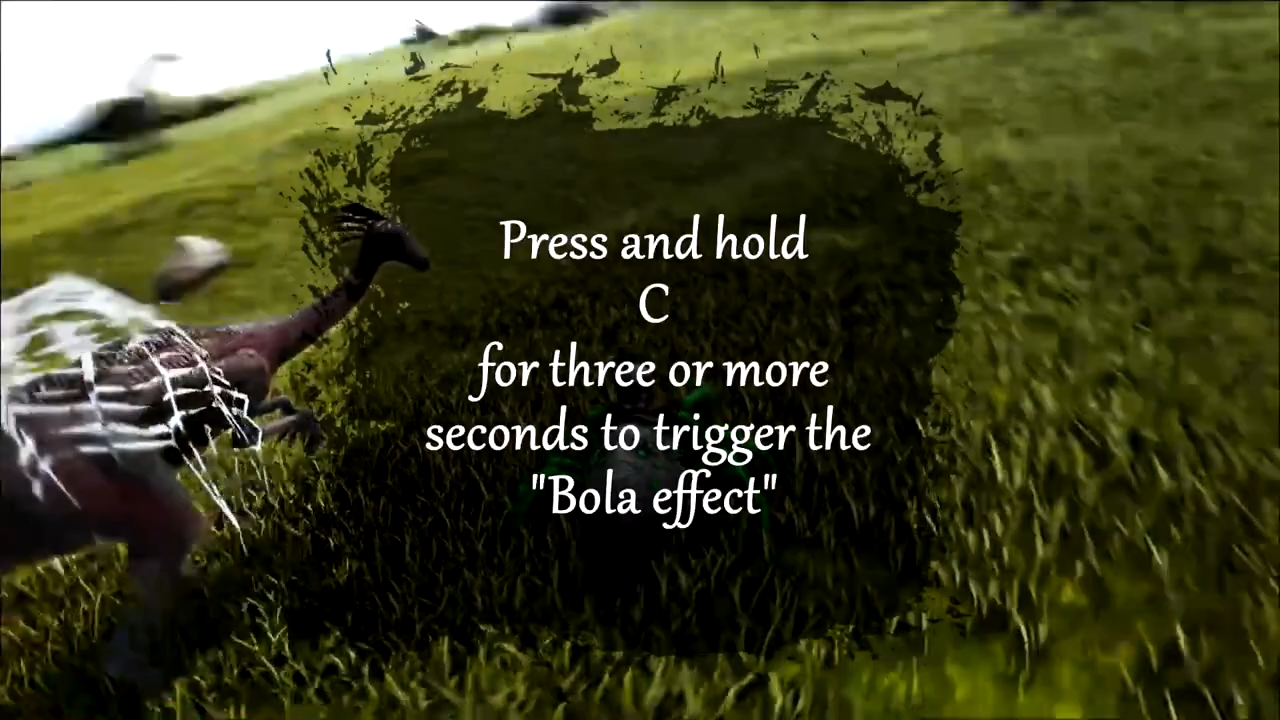 Press and hold
C
for three or more
seconds to trigger the
"Bola effect"